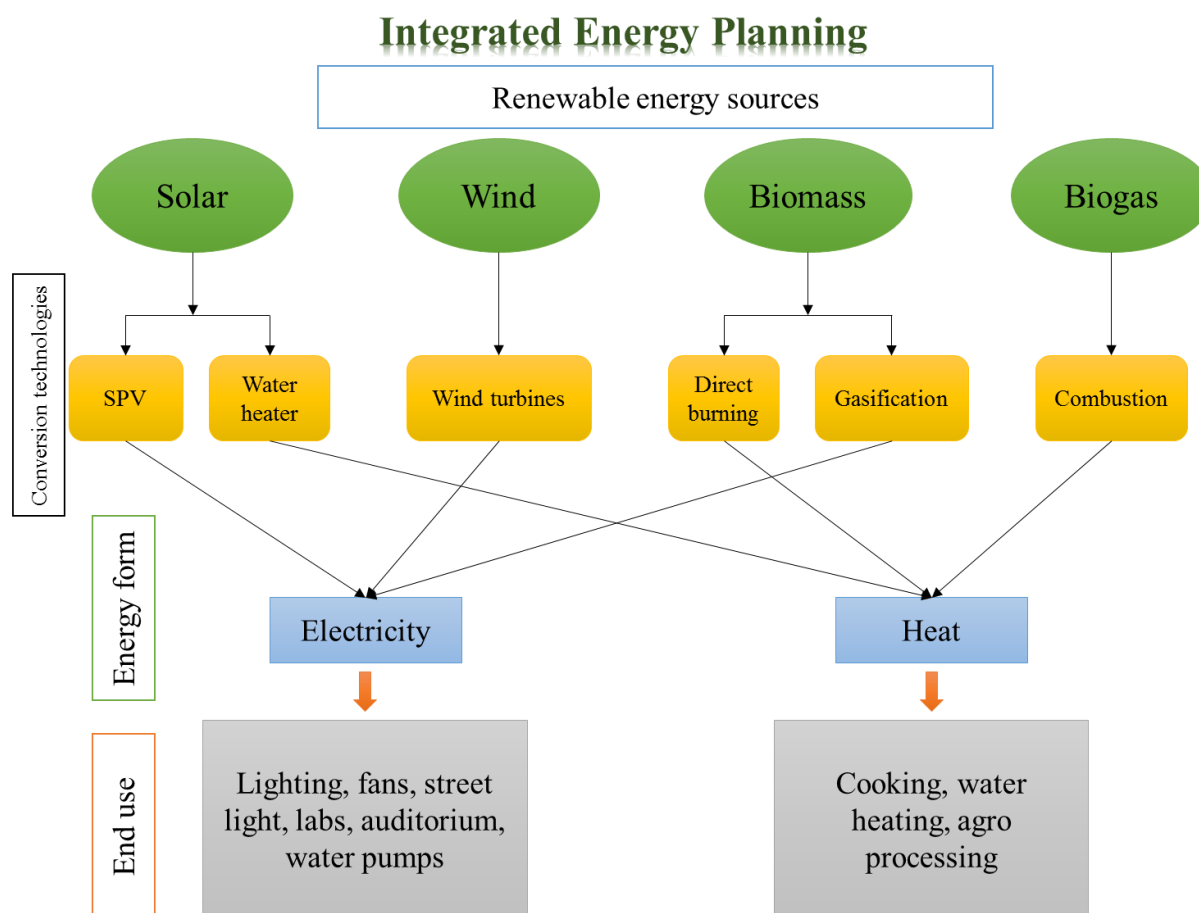 Integrated Energy Planning
Renewable energy sources
Solar
Wind
Biomass
Biogas
Conversion technologies
SPV
Water
heater
Wind turbines
Direct
burning
Gasification
Combustion
Energy form
Electricity
Heat
End use
Lighting, fans, street
light, labs, auditorium,
water pumps
Cooking, water
heating, agro
processing